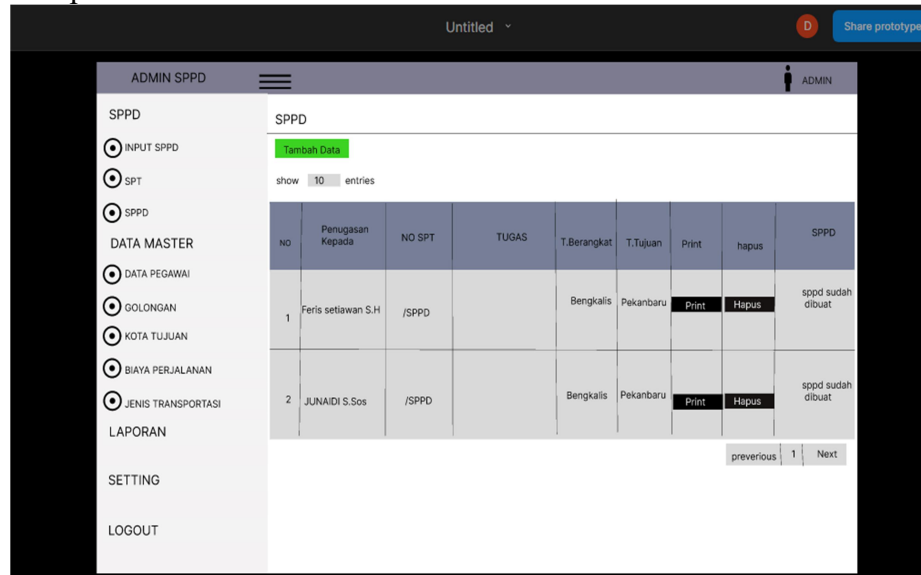 Untitled
D
Share prototype
ADMIN SPPD
ADMIN
SPPD
INPUT SPPD
SPT
SPPD
DATA MASTER
DATA PEGAWAI
GOLONGAN
KOTA TUJUAN
BIAYA PERJALANAN
JENIS TRANSPORTASI
LAPORAN
SETTING
LOGOUT
SPPD
Tambah Data
show 10 entries
NO Penugasan Kepada NO SPT TUGAS T.Berangkat T.Tujuan Print hapus SPPD
1 Feris setiawan S.H /SPPD Bengkalis Pekanbaru Print Hapus sppd sudah dibuat
2 JUNAIDI S.Sos /SPPD Bengkalis Pekanbaru Print Hapus sppd sudah dibuat
preverious 1 Next